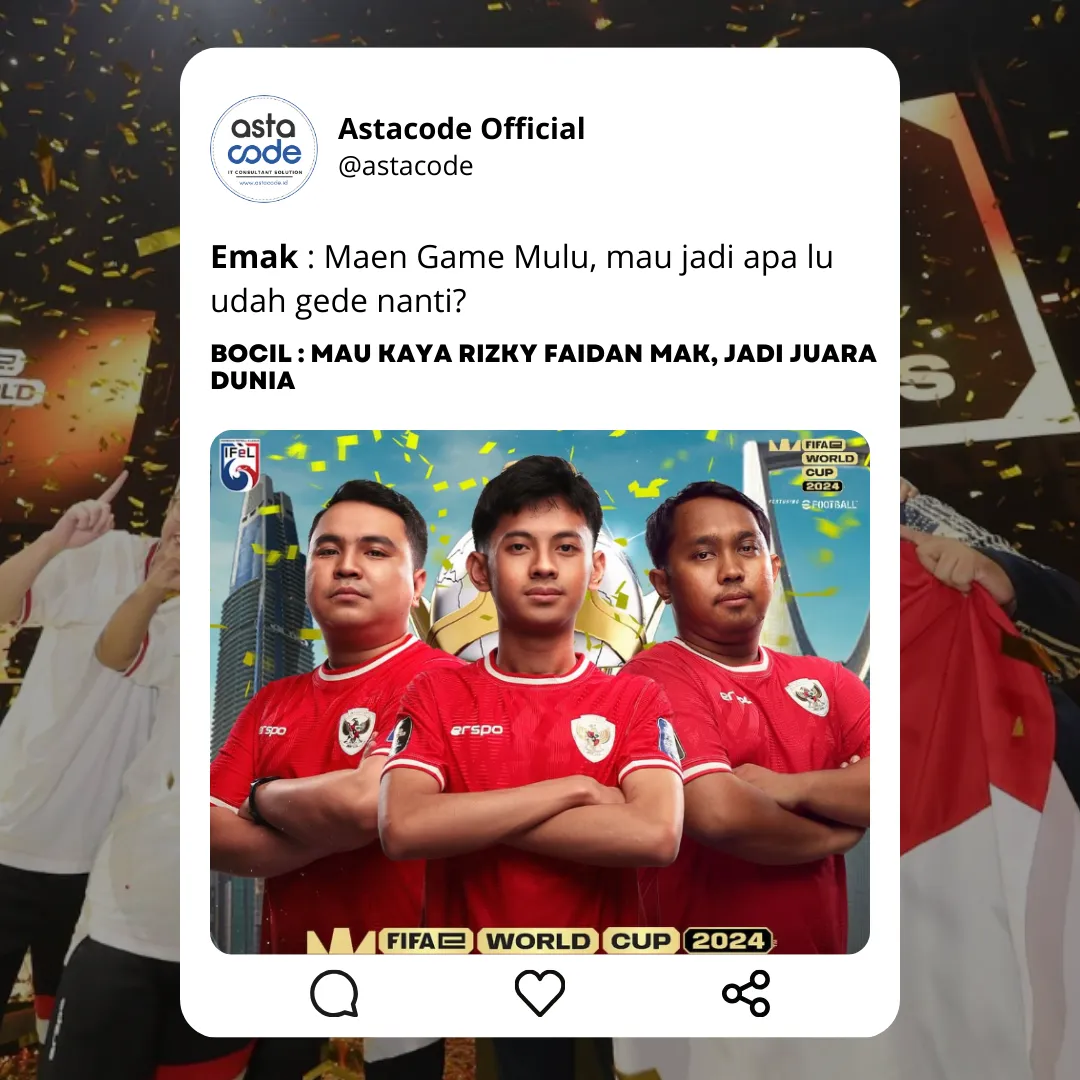 asta
code
IT CONSULTANT SOLUTION
www.astacode.id
Astacode Official
@astacode
Emak : Maen Game Mulu, mau jadi apa lu
udah gede nanti?
BOCIL : MAU KAYA RIZKY FAIDAN MAK, JADI JUARA
DUNIA
IFeL
FIFAe
WORLD
CUP
2024
FEATURING eFOOTBALL
erspo
erspo
FIFAe WORLD CUP 2024